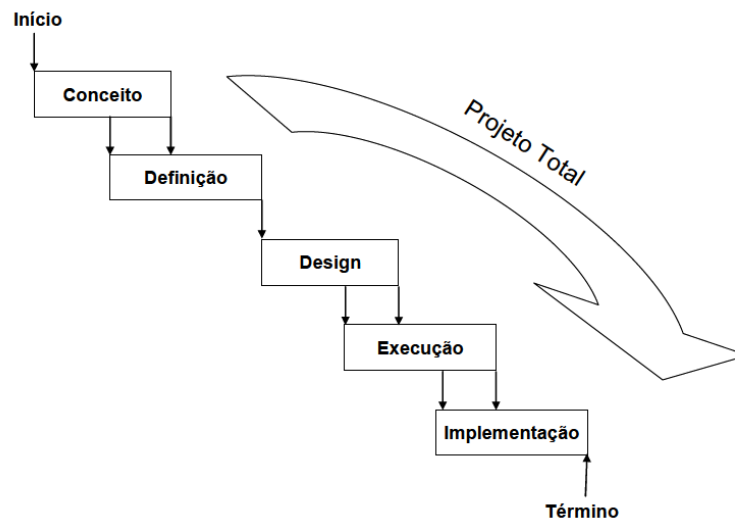 Início
Conceito
Projeto Total
Definição
Design
Execução
Implementação
Término